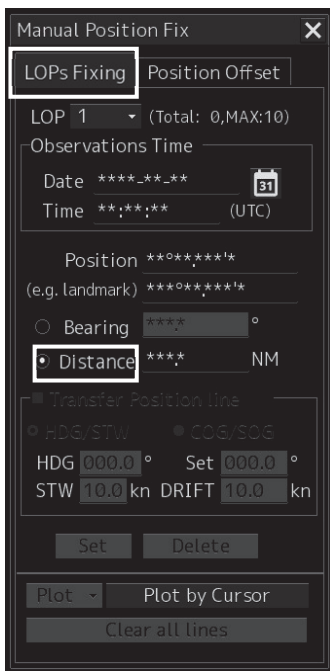 Manual Position Fix
LOPs Fixing Position Offset
LOP 1 (Total: 0,MAX:10)
Observations Time
Date ****-**-** 31
Time **:**:** (UTC)
Position **°**.***'*
(e.g. landmark) ***°**.***'*
Bearing ***.* °
Distance ***.* NM
Transfer Position line
HDG/STW COG/SOG
HDG 000.0 ° Set 000.0 °
STW 10.0 kn DRIFT 10.0 kn
Set Delete
Plot Plot by Cursor
Clear all lines